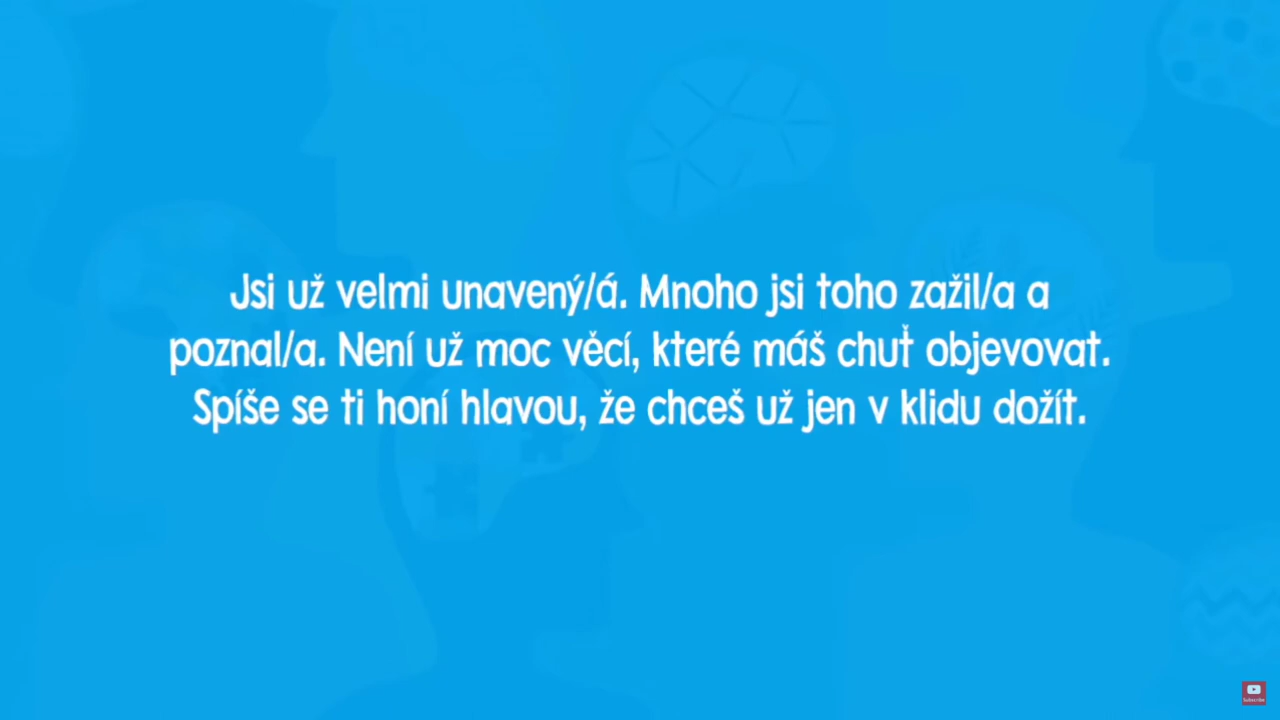 Jsi už velmi unavený/á. Mnoho jsi toho zažil/a a
poznal/a. Není už moc věcí, které máš chuť objevovat.
Spíše se ti honí hlavou, že chceš už jen v klidu dožít.
Subscribe